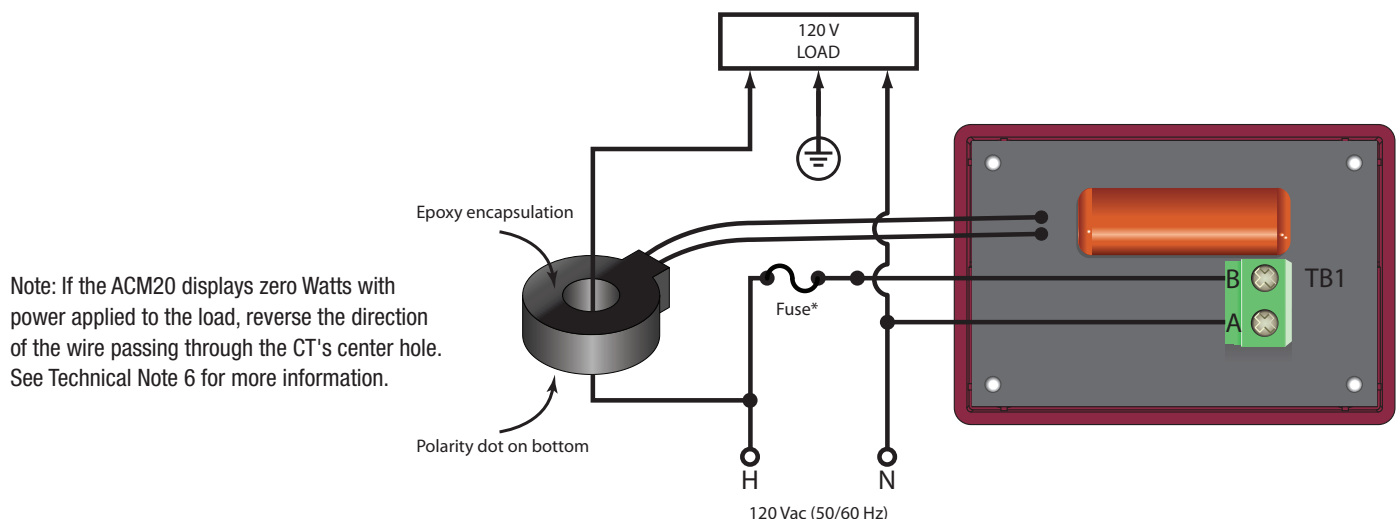 120 V
LOAD
Epoxy encapsulation
Note: If the ACM20 displays zero Watts with
power applied to the load, reverse the direction
of the wire passing through the CT's center hole.
See Technical Note 6 for more information.
Fuse*
B
TB1
A
Polarity dot on bottom
H
N
120 Vac (50/60 Hz)